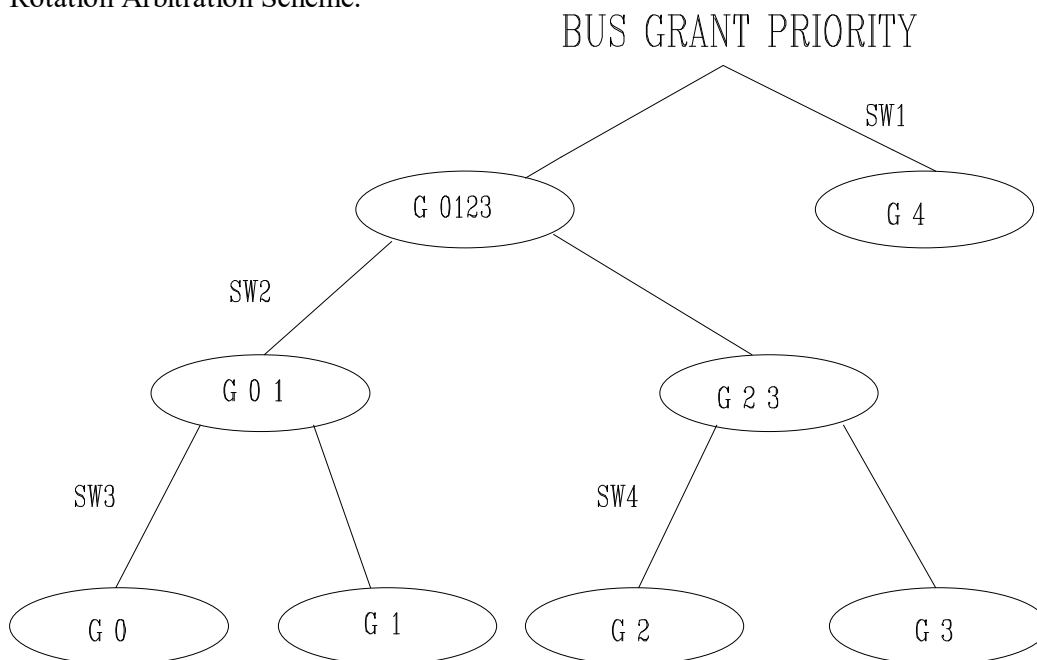 Rotation Arbitration Scheme.
BUS GRANT PRIORITY
SW1
G 0123
G 4
SW2
G 0 1
G 2 3
SW3
SW4
G 0
G 1
G 2
G 3